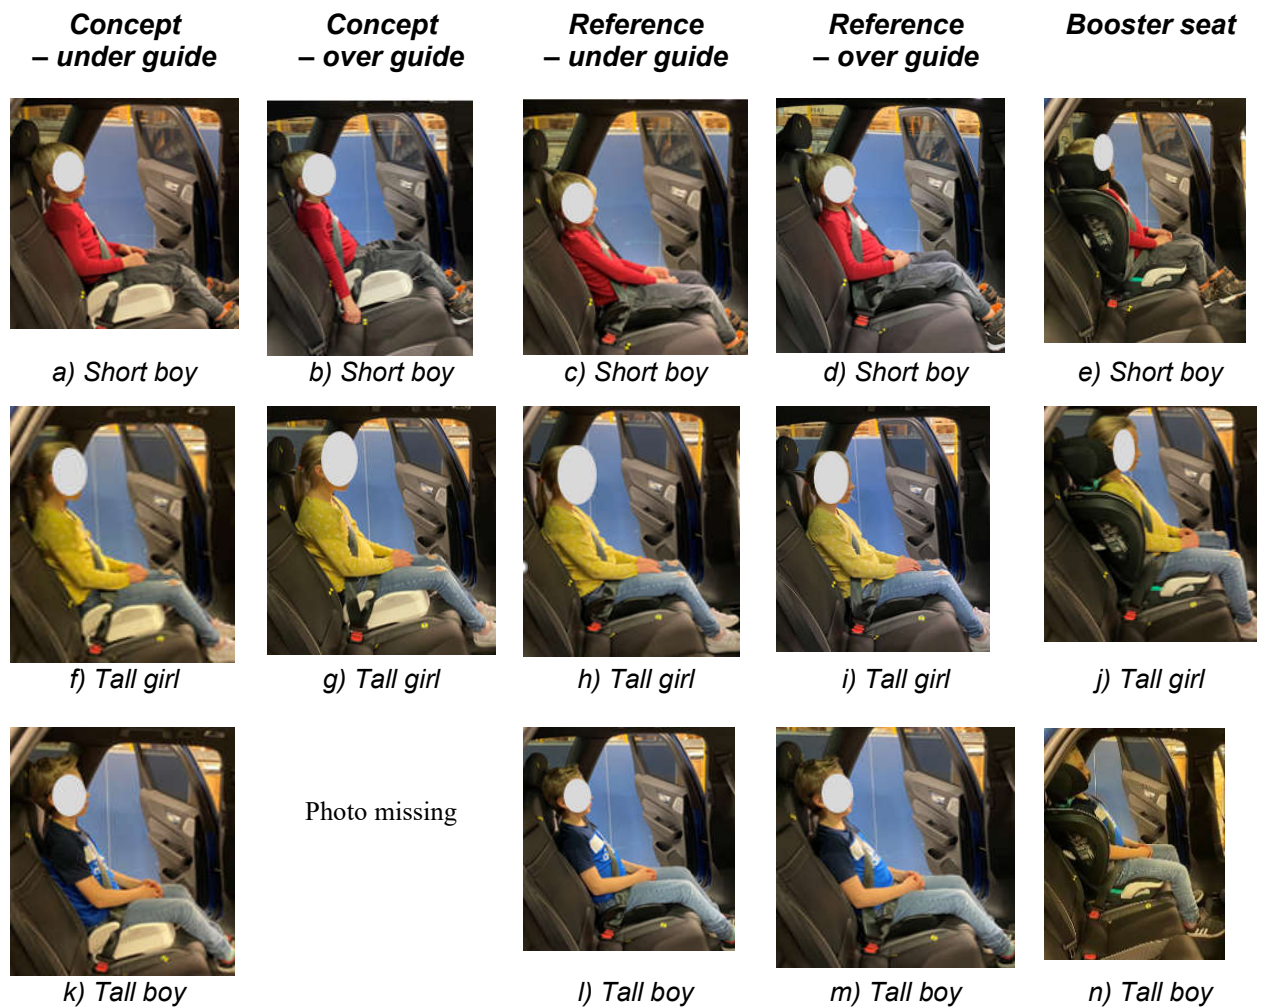 Concept
– under guide
Concept
– over guide
Reference
– under guide
Reference
– over guide
Booster seat
a) Short boy
b) Short boy
c) Short boy
d) Short boy
e) Short boy
f) Tall girl
g) Tall girl
h) Tall girl
i) Tall girl
j) Tall girl
Photo missing
k) Tall boy
l) Tall boy
m) Tall boy
n) Tall boy